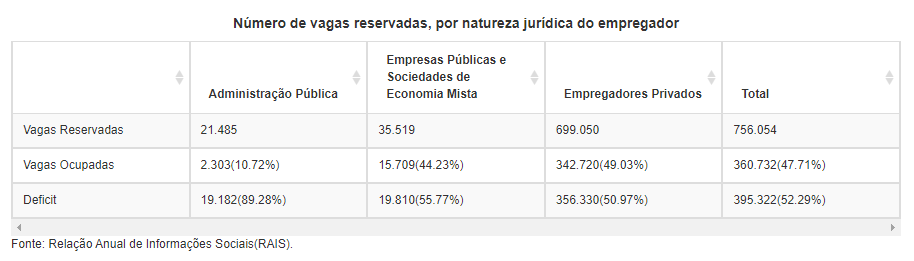 Número de vagas reservadas, por natureza jurídica do empregador
Administração Pública
Empresas Públicas e
Sociedades de
Economia Mista
Empregadores Privados
Total
Vagas Reservadas 21.485 35.519 699.050 756.054
Vagas Ocupadas 2.303(10.72%) 15.709(44.23%) 342.720(49.03%) 360.732(47.71%)
Deficit 19.182(89.28%) 19.810(55.77%) 356.330(50.97%) 395.322(52.29%)
Fonte: Relação Anual de Informações Sociais(RAIS).